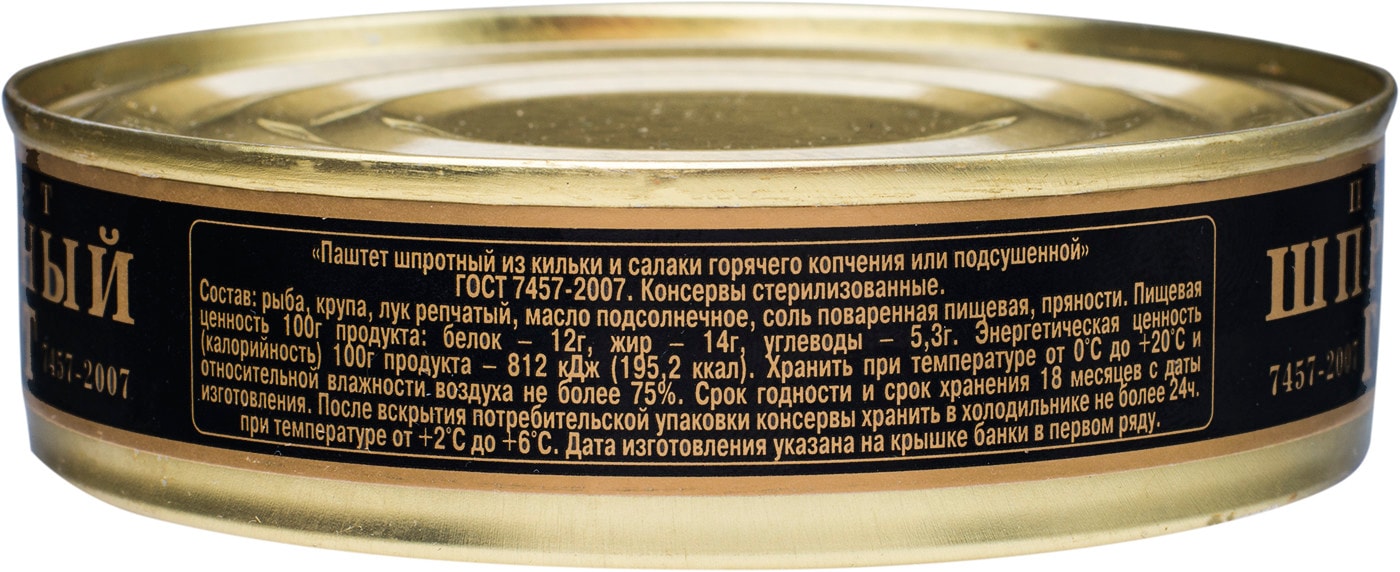 Т
НЫЙ
Т 7457-2007
«Паштет шпротный из кильки и салаки горячего копчения или подсушенной»
ГОСТ 7457-2007. Консервы стерилизованные.
Состав: рыба, крупа, лук репчатый, масло подсолнечное, соль поваренная пищевая, пряности. Пищевая
ценность 100г продукта: белок – 12г, жир – 14г, углеводы – 5,3г. Энергетическая ценность
(калорийность) 100г продукта – 812 кДж (195,2 ккал). Хранить при температуре от 0°С до +20°С и
относительной влажности воздуха не более 75%. Срок годности и срок хранения 18 месяцев с даты
изготовления. После вскрытия потребительской упаковки консервы хранить в холодильнике не более 24ч.
при температуре от +2°С до +6°С. Дата изготовления указана на крышке банки в первом ряду.
П
ШПР
7457-2007